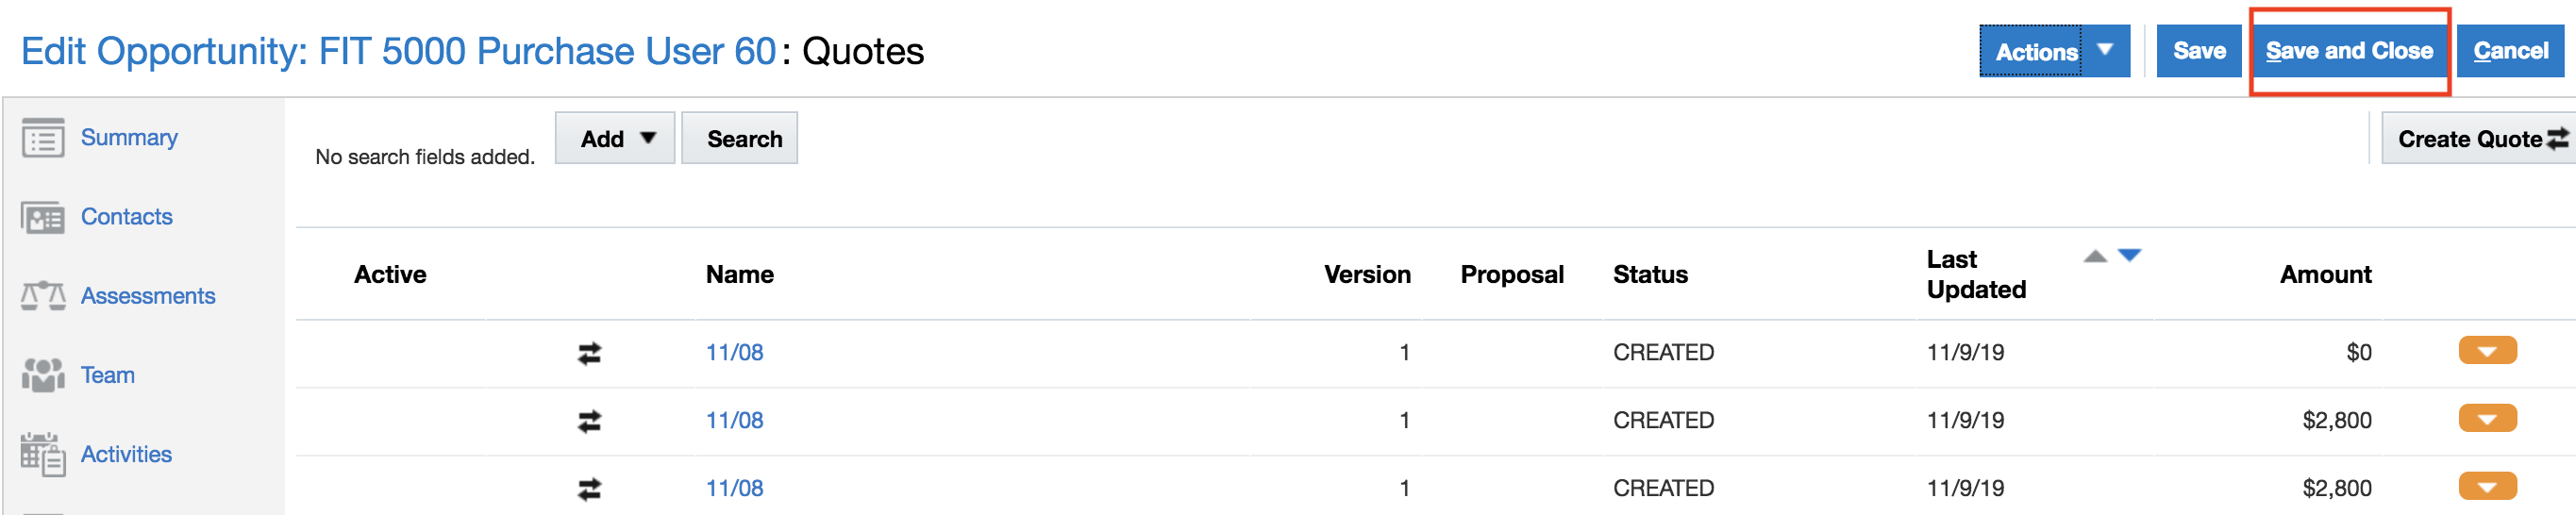 Edit Opportunity: FIT 5000 Purchase User 60: Quotes
Actions Save Save and Close Cancel
Summary
Contacts
Assessments
Team
Activities
No search fields added. Add Search Create Quote
Active Name Version Proposal Status Last Updated Amount
11/08 1 CREATED 11/9/19 $0
11/08 1 CREATED 11/9/19 $2,800
11/08 1 CREATED 11/9/19 $2,800